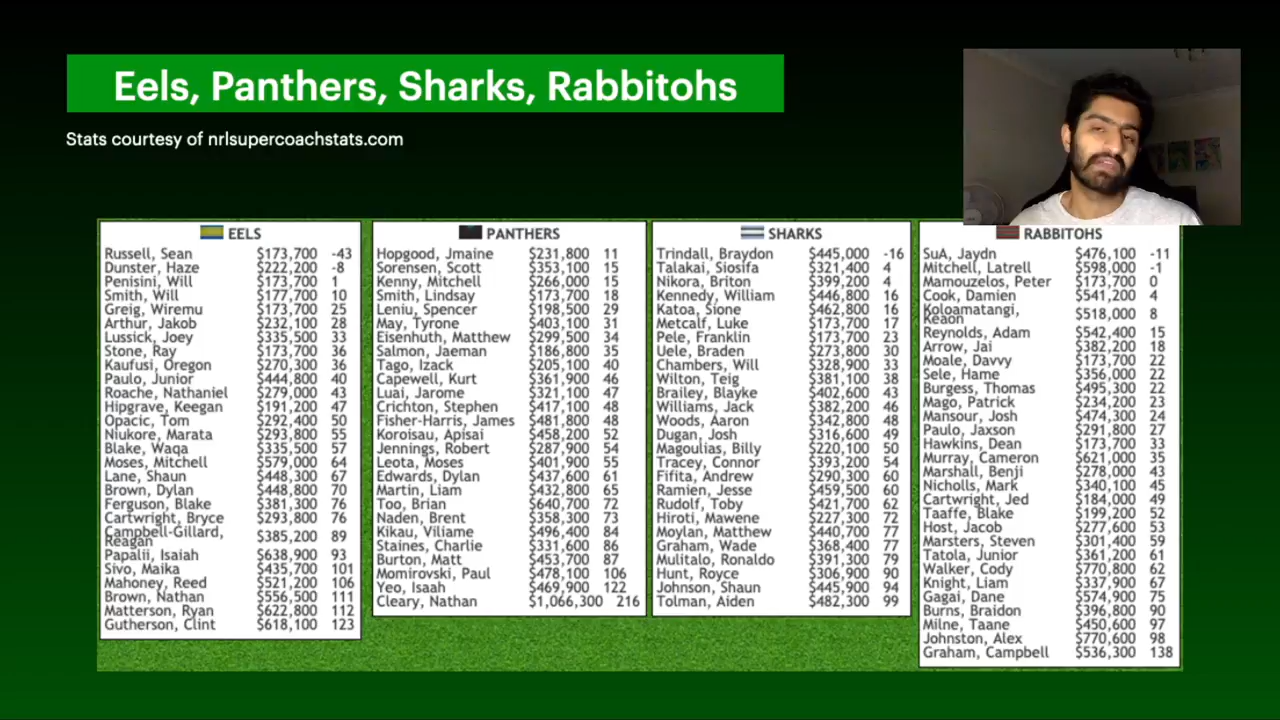 Eels, Panthers, Sharks, Rabbitohs
Stats courtesy of nrlsupercoachstats.com
EELS
Russell, Sean $173,700 -43
Dunster, Haze $222,200 -8
Penisini, Will $173,700 1
Smith, Will $177,700 10
Greig, Wiremu $173,700 25
Arthur, Jakob $232,100 28
Lussick, Joey $335,500 33
Stone, Ray $173,700 36
Kaufusi, Oregon $270,300 36
Paulo, Junior $444,800 40
Roache, Nathaniel $279,000 43
Hipgrave, Keegan $191,200 47
Opacic, Tom $292,400 50
Niukore, Marata $293,800 55
Blake, Waqa $335,500 57
Moses, Mitchell $579,000 64
Lane, Shaun $448,300 67
Brown, Dylan $448,800 70
Ferguson, Blake $381,300 76
Cartwright, Bryce $293,800 76
Campbell-Gillard,
Reagan $385,200 89
Papalii, Isaiah $638,900 93
Sivo, Maika $435,700 101
Mahoney, Reed $521,200 106
Brown, Nathan $556,500 111
Matterson, Ryan $622,800 112
Gutherson, Clint $618,100 123
PANTHERS
Hopgood, Jmaine $231,800 11
Sorensen, Scott $353,100 15
Kenny, Mitchell $266,000 15
Smith, Lindsay $173,700 18
Leniu, Spencer $198,500 29
May, Tyrone $403,100 31
Eisenhuth, Matthew $299,500 34
Salmon, Jaeman $186,800 35
Tago, Izack $205,100 40
Capewell, Kurt $361,900 46
Luai, Jarome $321,100 47
Crichton, Stephen $417,100 48
Fisher-Harris, James $481,800 48
Koroisau, Apisai $458,200 52
Jennings, Robert $287,900 54
Leota, Moses $401,900 55
Edwards, Dylan $437,600 61
Martin, Liam $432,800 65
Too, Brian $640,700 72
Naden, Brent $358,300 73
Kikau, Viliame $496,400 84
Staines, Charlie $331,600 86
Burton, Matt $453,700 87
Momirovski, Paul $478,100 106
Yeo, Isaah $469,900 122
Cleary, Nathan $1,066,300 216
SHARKS
Trindall, Braydon $445,000 -16
Talakai, Siosifa $321,400 4
Nikora, Briton $399,200 4
Kennedy, William $446,800 16
Katoa, Sione $462,800 16
Metcalf, Luke $173,700 17
Pele, Franklin $173,700 23
Uele, Braden $273,800 30
Chambers, Will $328,900 33
Wilton, Teig $381,100 38
Brailey, Blayke $402,600 43
Williams, Jack $382,200 46
Woods, Aaron $342,800 48
Dugan, Josh $316,600 49
Magoulias, Billy $220,100 50
Tracey, Connor $393,200 54
Fifita, Andrew $290,300 60
Ramien, Jesse $459,500 60
Rudolf, Toby $421,700 62
Hiroti, Mawene $227,300 72
Moylan, Matthew $440,700 77
Graham, Wade $368,400 77
Mulitalo, Ronaldo $391,300 79
Hunt, Royce $306,900 90
Johnson, Shaun $445,900 94
Tolman, Aiden $482,300 99
RABBITOHS
SuA, Jaydn $476,100 -11
Mitchell, Latrell $598,000 -1
Mamouzelos, Peter $173,700 0
Cook, Damien $541,200 4
Koloamatangi,
Keaon $518,000 8
Reynolds, Adam $542,400 15
Arrow, Jai $382,200 18
Moale, Davvy $173,700 22
Sele, Hame $356,000 22
Burgess, Thomas $495,300 22
Mago, Patrick $234,200 23
Mansour, Josh $474,300 24
Paulo, Jaxson $291,800 27
Hawkins, Dean $173,700 33
Murray, Cameron $621,000 35
Marshall, Benji $278,000 43
Nicholls, Mark $340,100 45
Cartwright, Jed $184,000 49
Taaffe, Blake $199,200 52
Host, Jacob $277,600 53
Marsters, Steven $301,400 59
Tatola, Junior $361,200 61
Walker, Cody $770,800 62
Knight, Liam $337,900 67
Gagai, Dane $574,900 75
Burns, Braidon $396,800 90
Milne, Taane $450,600 97
Johnston, Alex $770,600 98
Graham, Campbell $536,300 138